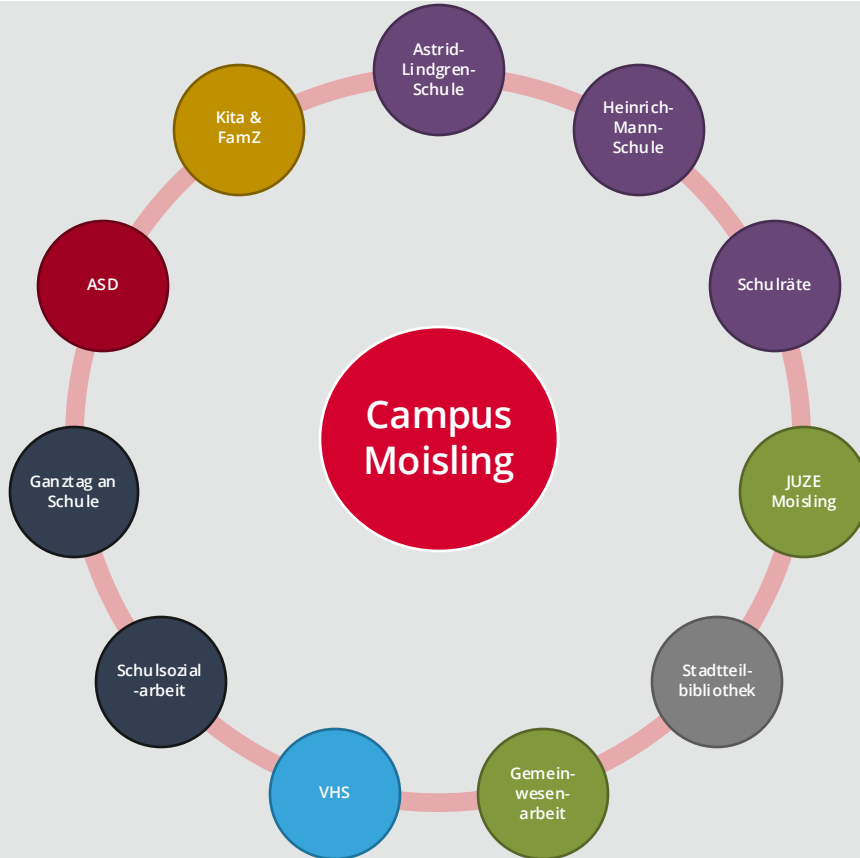 Astrid-
Lindgren-
Schule
Heinrich-
Mann-
Schule
Schulräte
JUZE
Moisling
Stadtteil-
bibliothek
Gemein-
wesen-
arbeit
VHS
Schulsozial
-arbeit
Ganztag an
Schule
ASD
Kita &
FamZ
Campus
Moisling